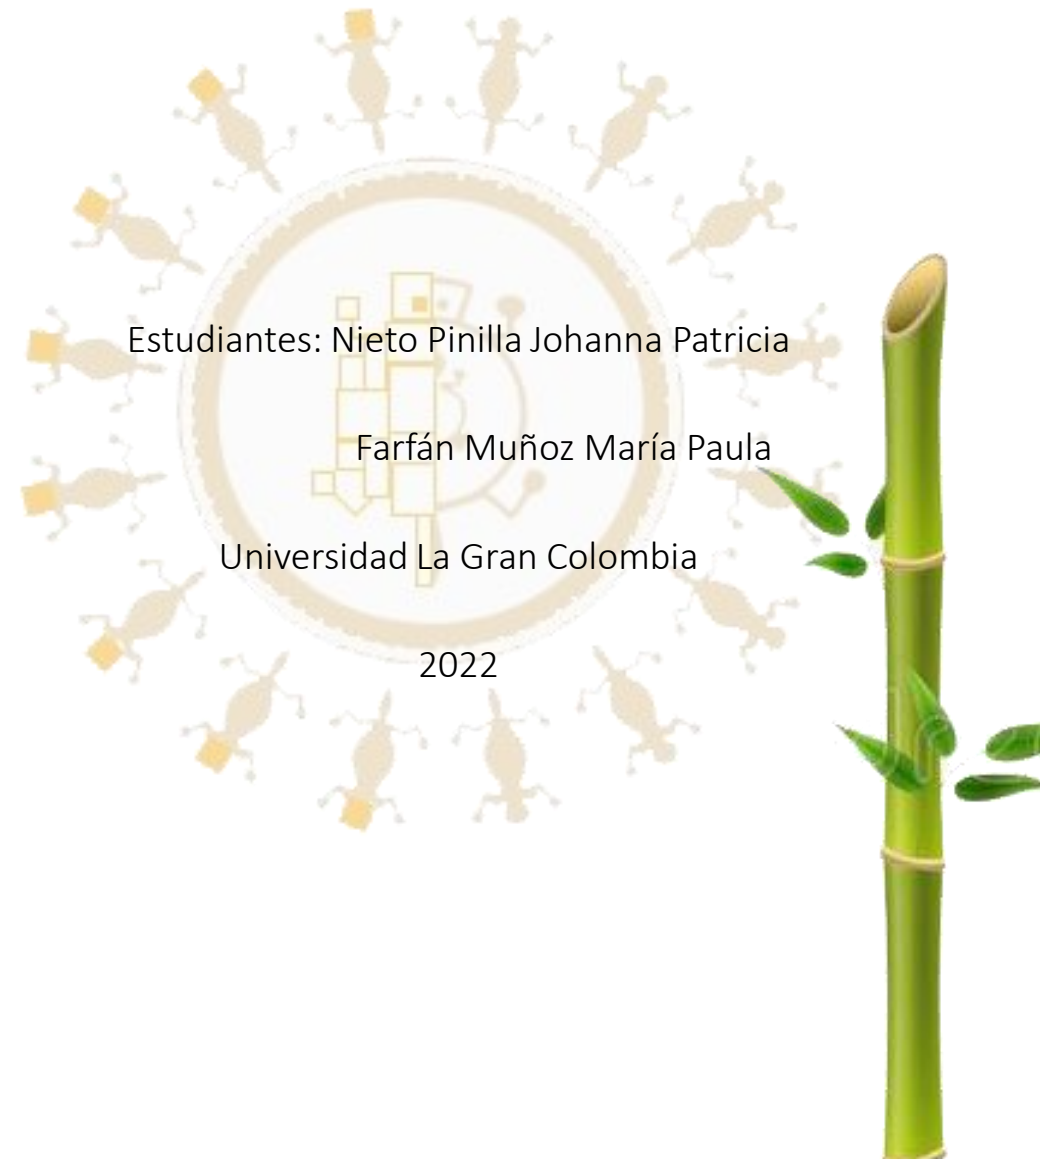 Estudiantes: Nieto Pinilla Johanna Patricia
Farfán Muñoz María Paula
Universidad La Gran Colombia
2022